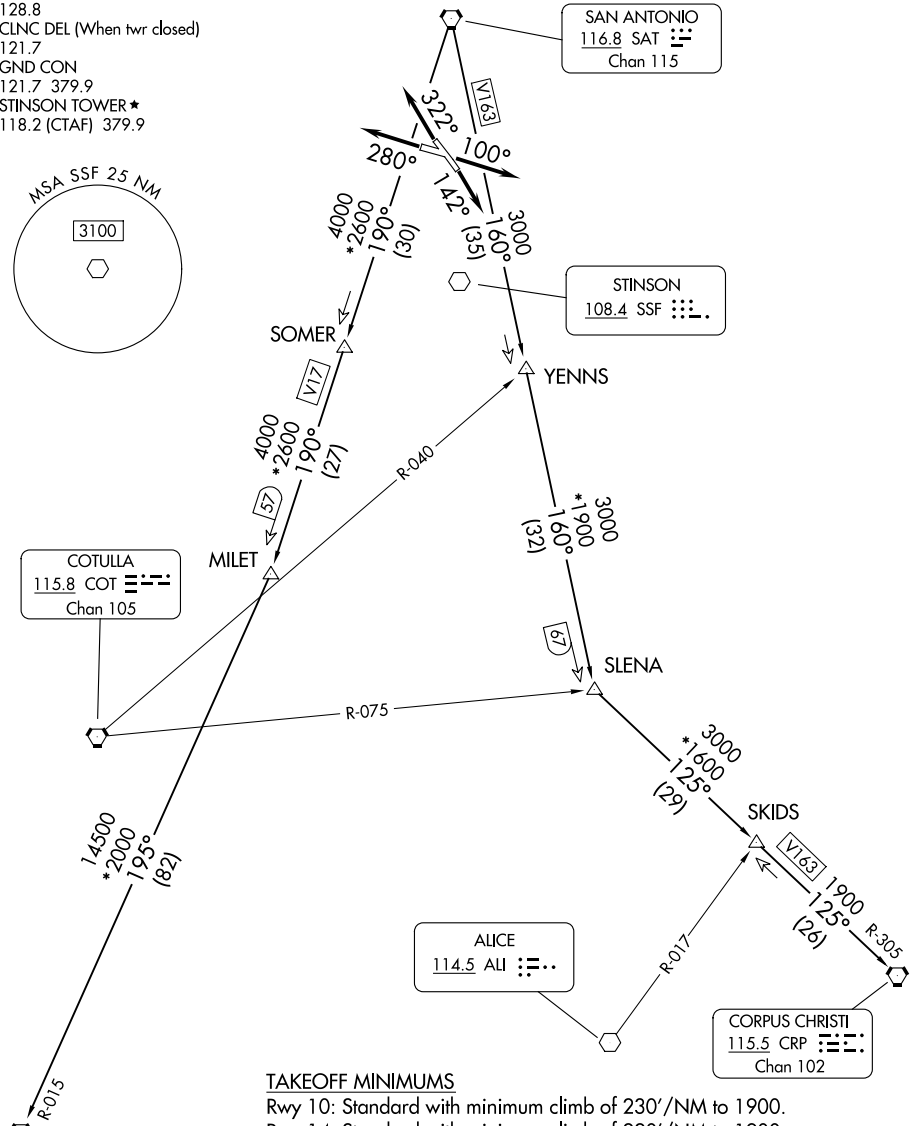 128.8
CLNC DEL (When twr closed)
121.7
GND CON
121.7 379.9
STINSON TOWER★
118.2 (CTAF) 379.9
SAN ANTONIO
116.8 SAT
Chan 115
V163
322°
100°
280°
142°
MSA SSF 25 NM
3100
4000
*2600
190°
(30)
3000
160°
(35)
STINSON
108.4 SSF
SOMER
YENNS
V17
4000
*2600
190°
(27)
R-040
57
3000
*1900
160°
(32)
MILET
COTULLA
115.8 COT
Chan 105
67
SLENA
R-075
3000
*1600
125°
(29)
SKIDS
14500
*2000
195°
(82)
V163
1900
125°
(26)
R-305
ALICE
114.5 ALI
R-017
CORPUS CHRISTI
115.5 CRP
Chan 102
R-015
TAKEOFF MINIMUMS
Rwy 10: Standard with minimum climb of 230'/NM to 1900.